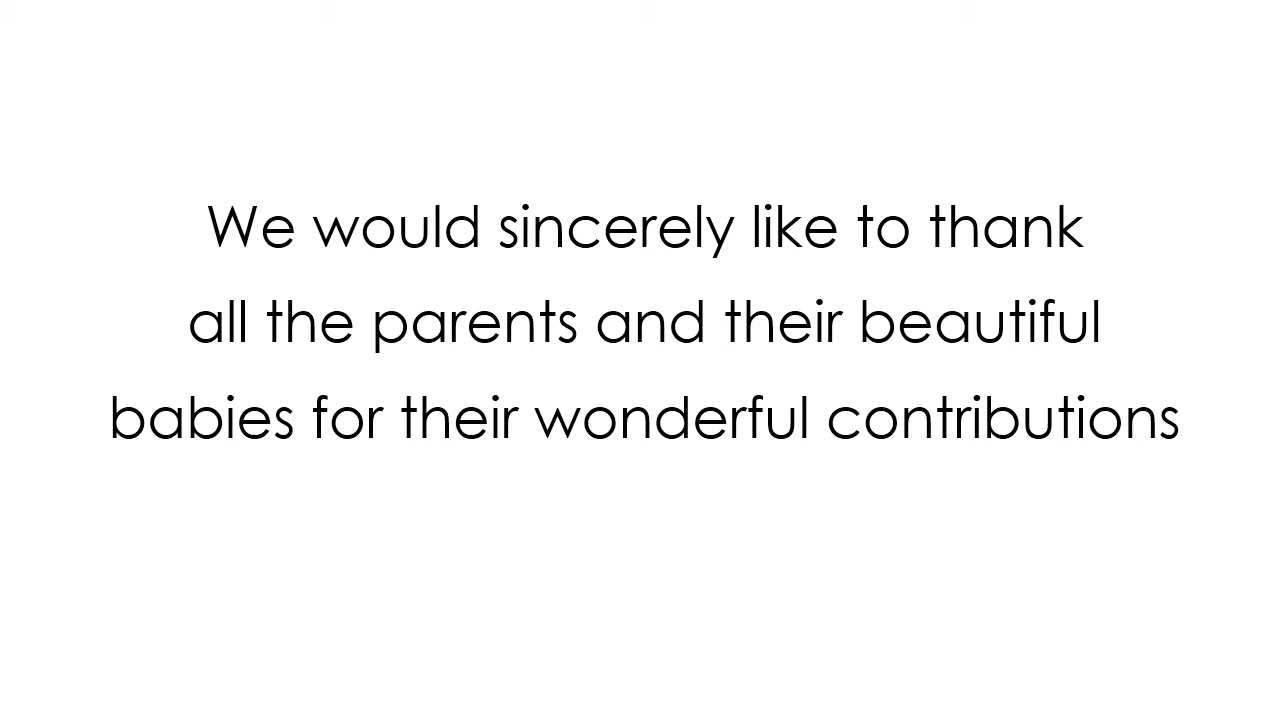 We would sincerely like to thank
all the parents and their beautiful
babies for their wonderful contributions